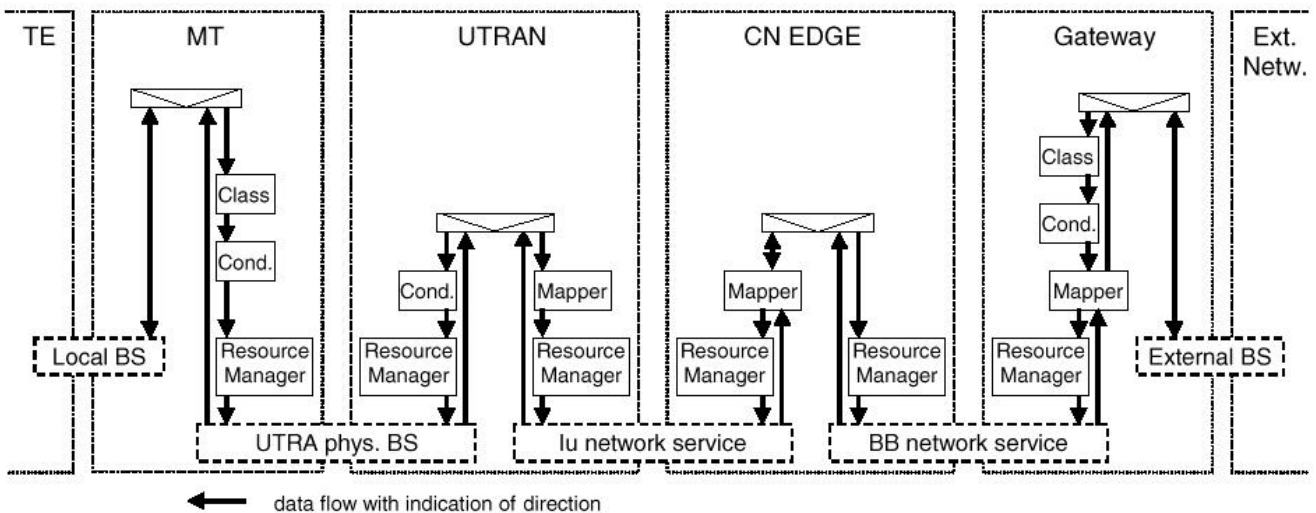 TE
MT
UTRAN
CN EDGE
Gateway
Ext.
Netw.
Class
Cond.
Class
Cond.
Cond.
Mapper
Mapper
Mapper
Local BS
Resource
Manager
Resource
Manager
Resource
Manager
Resource
Manager
Resource
Manager
Resource
Manager
External BS
UTRA phys. BS
Iu network service
BB network service
data flow with indication of direction